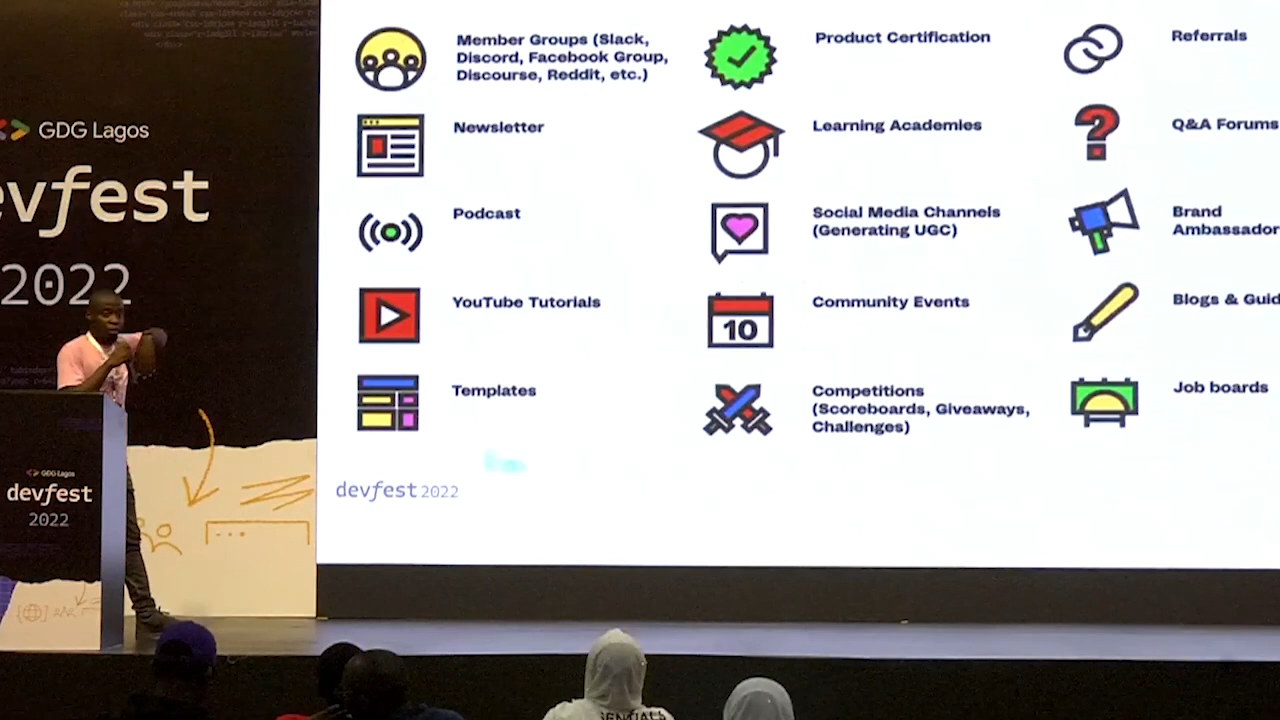 GDG Lagos
devfest
2022
GDG Lagos
devfest
2022
Member Groups (Slack,
Discord, Facebook Group,
Discourse, Reddit, etc.)
Newsletter
Podcast
YouTube Tutorials
Templates
Product Certification
Learning Academies
Social Media Channels
(Generating UGC)
Community Events
10
Competitions
(Scoreboards, Giveaways,
Challenges)
Referrals
Q&A Forums
Brand
Ambassador
Blogs & Guid
Job boards
devfest 2022